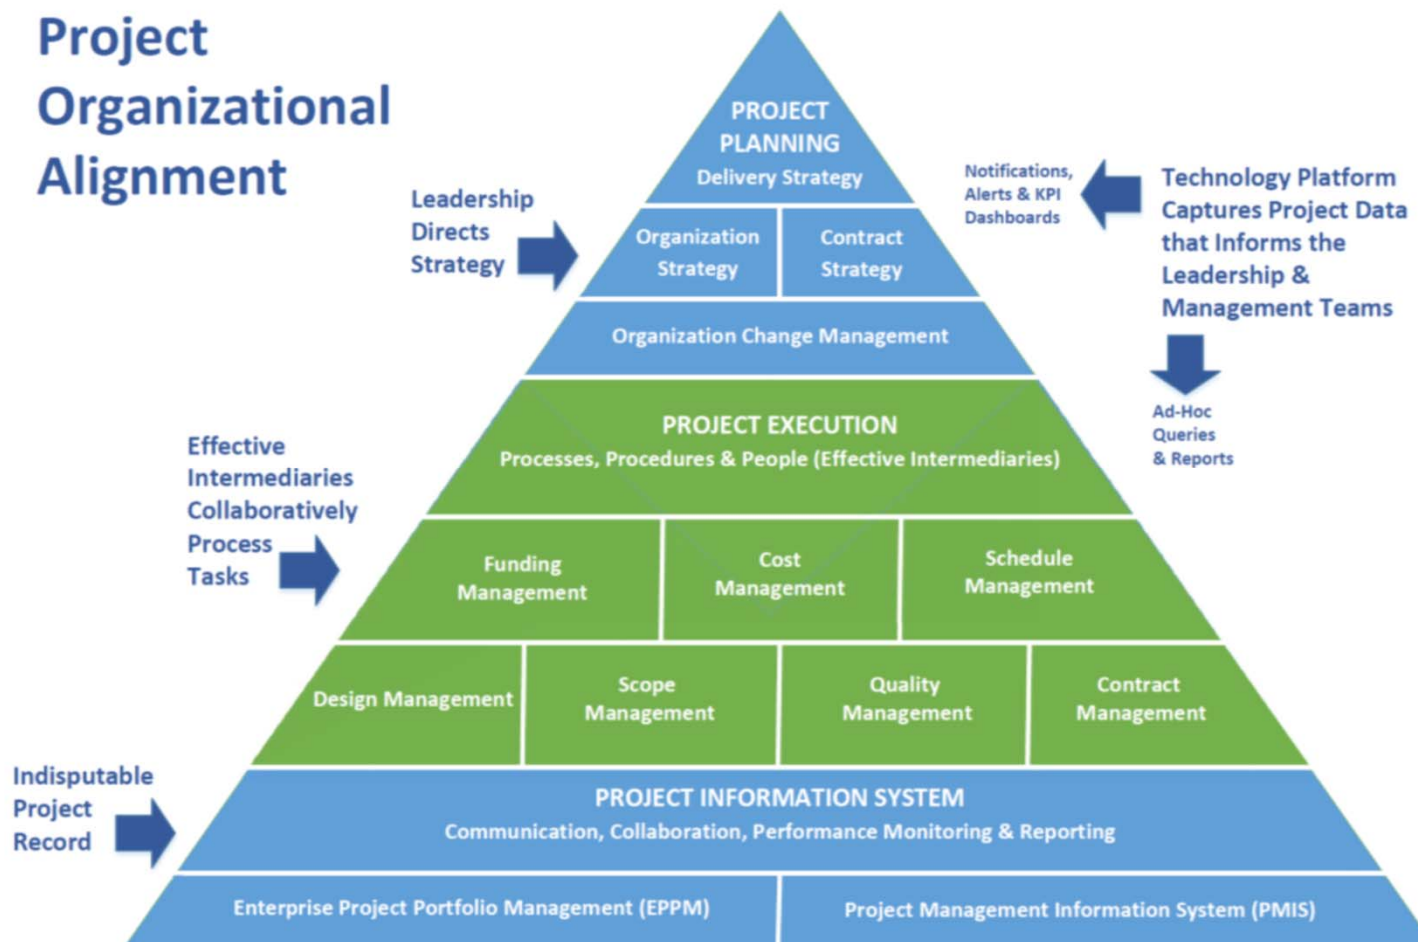 Project
Organizational
Alignment
PROJECT
PLANNING
Delivery Strategy
Leadership
Directs
Strategy
Organization
Strategy
Contract
Strategy
Notifications,
Alerts & KPI
Dashboards
Technology Platform
Captures Project Data
that Informs the
Leadership &
Management Teams
Organization Change Management
Ad-Hoc
Queries
& Reports
PROJECT EXECUTION
Processes, Procedures & People (Effective Intermediaries)
Effective
Intermediaries
Collaboratively
Process
Tasks
Funding
Management
Cost
Management
Schedule
Management
Design Management
Scope
Management
Quality
Management
Contract
Management
Indisputable
Project
Record
PROJECT INFORMATION SYSTEM
Communication, Collaboration, Performance Monitoring & Reporting
Enterprise Project Portfolio Management (EPPM)
Project Management Information System (PMIS)